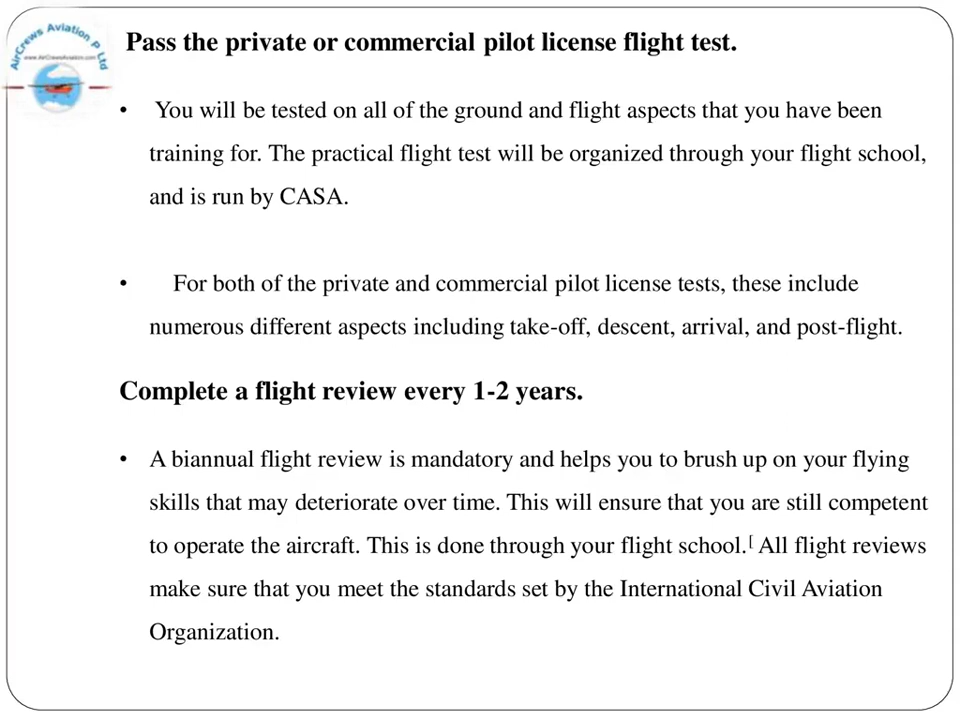 AirCrews Aviation P Ltd
www.AirCrewsAviation.com
Pass the private or commercial pilot license flight test.
• You will be tested on all of the ground and flight aspects that you have been
training for. The practical flight test will be organized through your flight school,
and is run by CASA.
• For both of the private and commercial pilot license tests, these include
numerous different aspects including take-off, descent, arrival, and post-flight.
Complete a flight review every 1-2 years.
• A biannual flight review is mandatory and helps you to brush up on your flying
skills that may deteriorate over time. This will ensure that you are still competent
to operate the aircraft. This is done through your flight school.[ All flight reviews
make sure that you meet the standards set by the International Civil Aviation
Organization.